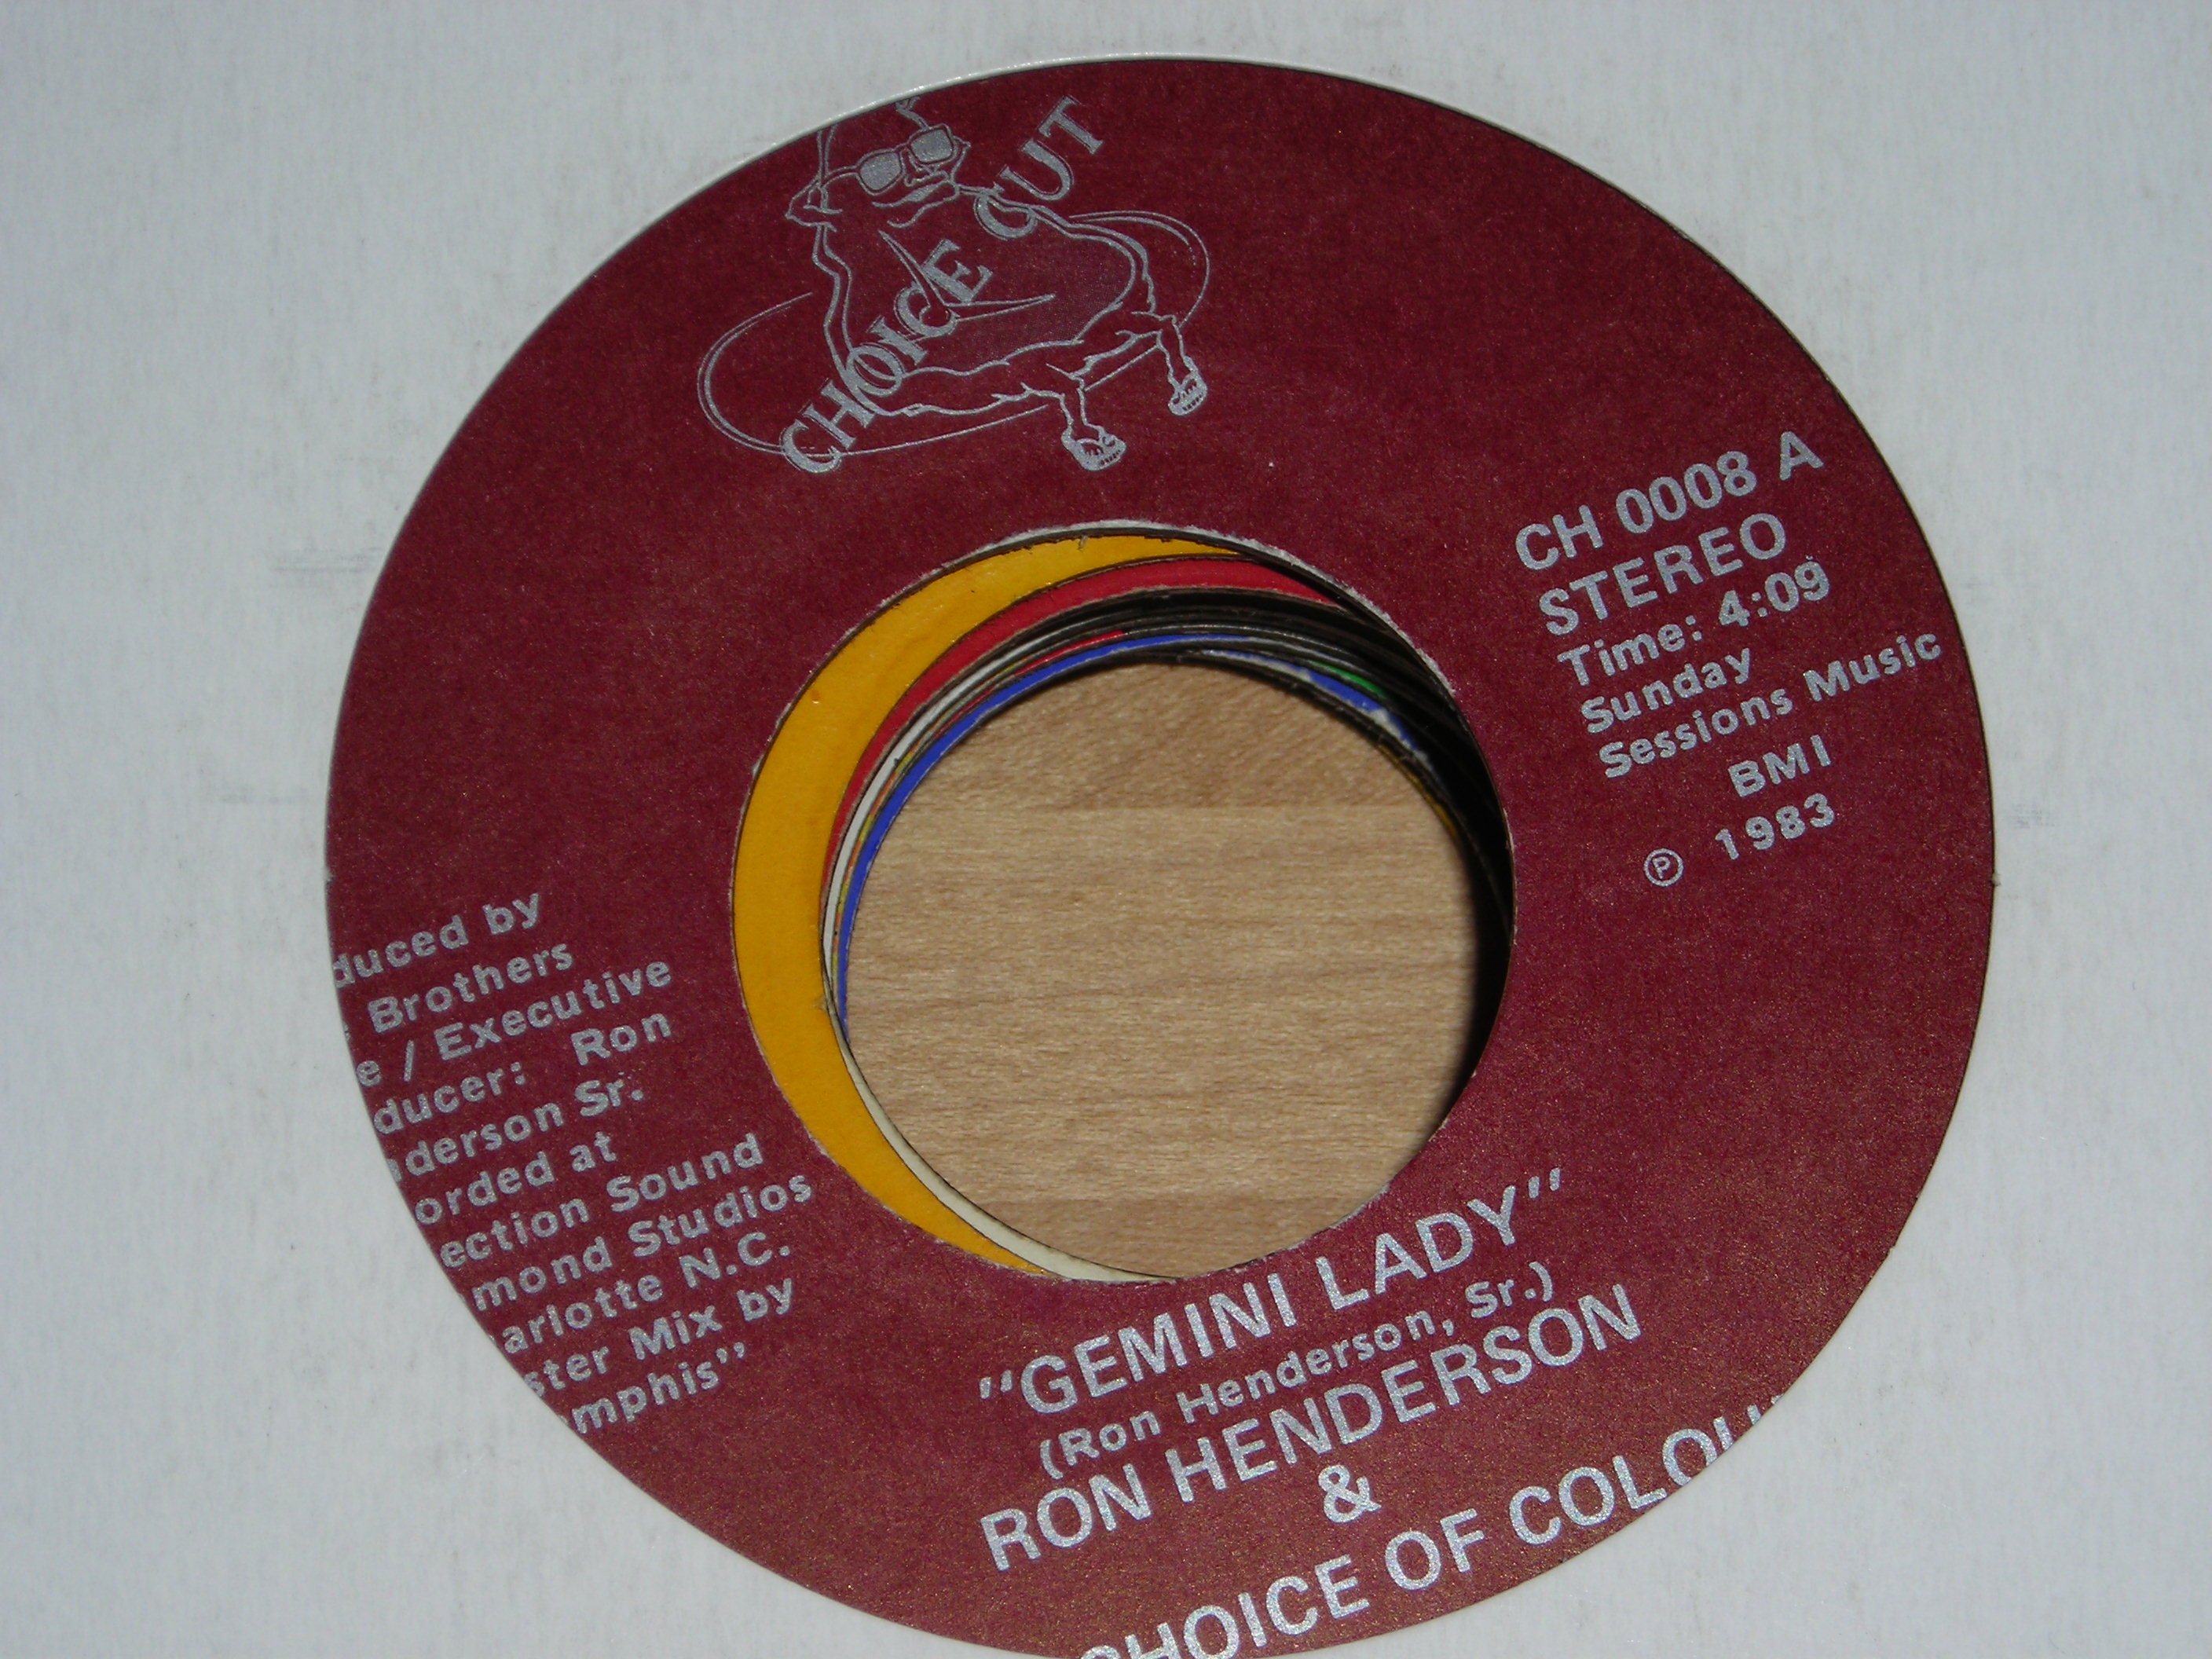 CHOICE CUT
CH 0008 A
STEREO
Time: 4:09
Sunday
Sessions Music
BMI
℗ 1983
duced by
Brothers
e / Executive
ducer: Ron
derson Sr.
orded at
ection Sound
mond Studios
arlotte N.C.
ster Mix by
mphis"
"GEMINI LADY"
(Ron Henderson, Sr.)
RON HENDERSON
&
CHOICE OF COLOU